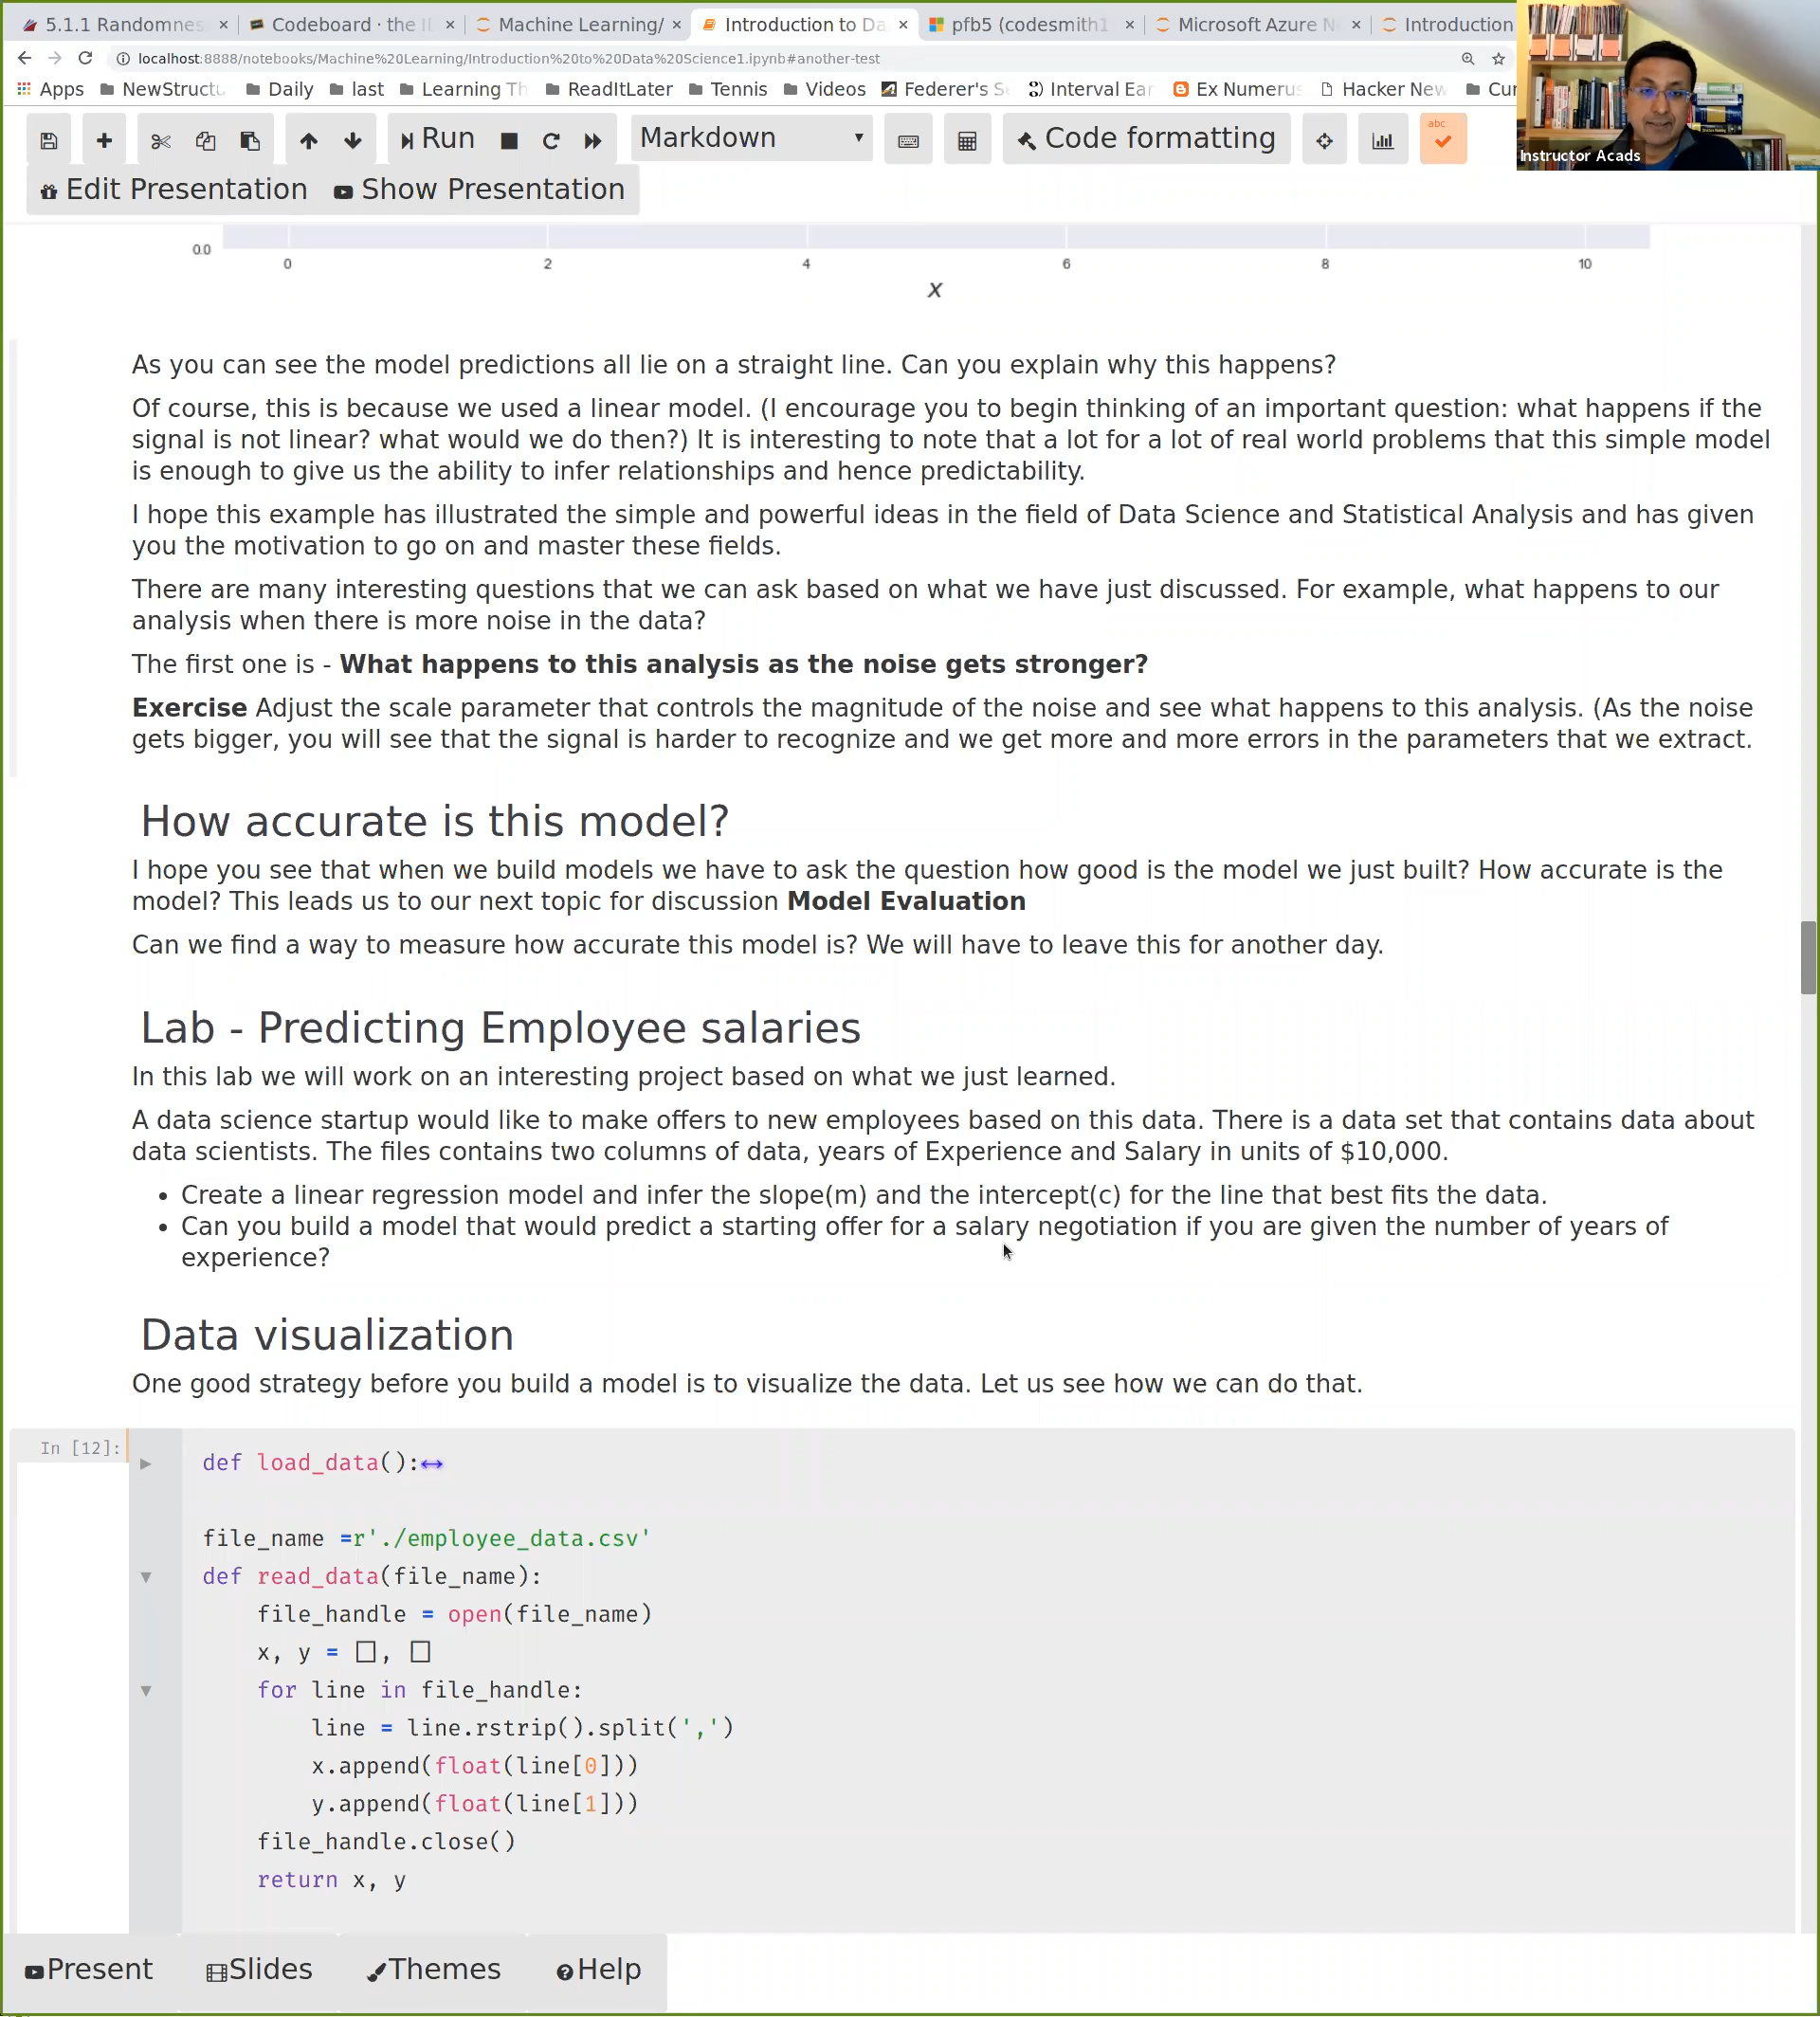 5.1.1 Randomnes
Codeboard · the I
Machine Learning/
Introduction to Da
pfb5 (codesmith1
Microsoft Azure N
Introduction
localhost:8888/notebooks/Machine%20Learning/Introduction%20to%20Data%20Science1.ipynb#another-test
Apps NewStructu Daily last Learning Th ReadItLater Tennis Videos Federer's S Interval Ear Ex Numerus Hacker New Cur
Run Markdown Code formatting abc
Instructor Acads
Edit Presentation Show Presentation
0.0
0 2 4 6 8 10
X
As you can see the model predictions all lie on a straight line. Can you explain why this happens?
Of course, this is because we used a linear model. (I encourage you to begin thinking of an important question: what happens if the
signal is not linear? what would we do then?) It is interesting to note that a lot for a lot of real world problems that this simple model
is enough to give us the ability to infer relationships and hence predictability.
I hope this example has illustrated the simple and powerful ideas in the field of Data Science and Statistical Analysis and has given
you the motivation to go on and master these fields.
There are many interesting questions that we can ask based on what we have just discussed. For example, what happens to our
analysis when there is more noise in the data?
The first one is - What happens to this analysis as the noise gets stronger?
Exercise Adjust the scale parameter that controls the magnitude of the noise and see what happens to this analysis. (As the noise
gets bigger, you will see that the signal is harder to recognize and we get more and more errors in the parameters that we extract.
How accurate is this model?
I hope you see that when we build models we have to ask the question how good is the model we just built? How accurate is the
model? This leads us to our next topic for discussion Model Evaluation
Can we find a way to measure how accurate this model is? We will have to leave this for another day.
Lab - Predicting Employee salaries
In this lab we will work on an interesting project based on what we just learned.
A data science startup would like to make offers to new employees based on this data. There is a data set that contains data about
data scientists. The files contains two columns of data, years of Experience and Salary in units of $10,000.
• Create a linear regression model and infer the slope(m) and the intercept(c) for the line that best fits the data.
• Can you build a model that would predict a starting offer for a salary negotiation if you are given the number of years of
experience?
Data visualization
One good strategy before you build a model is to visualize the data. Let us see how we can do that.
In [12]:
def load_data():↔
file_name =r'./employee_data.csv'
def read_data(file_name):
file_handle = open(file_name)
x, y = [], []
for line in file_handle:
line = line.rstrip().split(',')
x.append(float(line[0]))
y.append(float(line[1]))
file_handle.close()
return x, y
Present Slides Themes Help